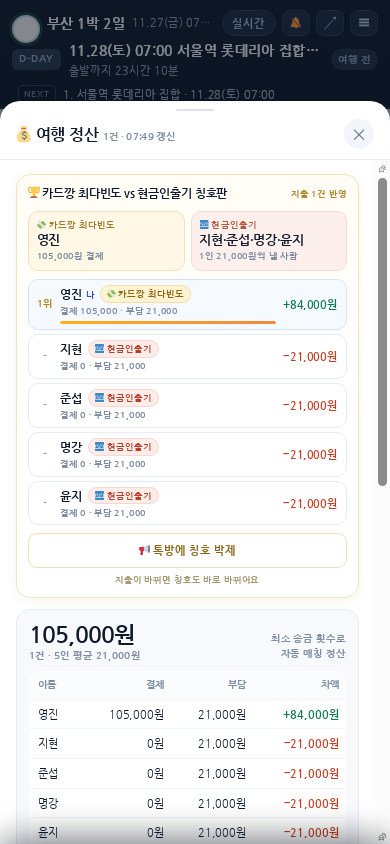 부산 1박 2일 11.27(금) 07… 실시간
D-DAY 11.28(토) 07:00 서울역 롯데리아 집합… 여행 전
출발까지 23시간 10분
NEXT 1. 서울역 롯데리아 집합 · 11.28(토) 07:00
여행 정산 1건 · 07:49 갱신
카드깡 최다빈도 vs 현금인출기 칭호판 지출 1건 반영
카드깡 최다빈도
영진
105,000원 결제
현금인출기
지현·준섭·명강·윤지
1인 21,000원씩 낼 사람
1위 영진 나 카드깡 최다빈도 +84,000원
결제 105,000 · 부담 21,000
- 지현 현금인출기 −21,000원
결제 0 · 부담 21,000
- 준섭 현금인출기 −21,000원
결제 0 · 부담 21,000
- 명강 현금인출기 −21,000원
결제 0 · 부담 21,000
- 윤지 현금인출기 −21,000원
결제 0 · 부담 21,000
톡방에 칭호 박제
지출이 바뀌면 칭호도 바로 바뀌어요
105,000원
1건 · 5인 평균 21,000원
최소 송금 횟수로
자동 매칭 정산
이름 결제 부담 차액
영진 105,000원 21,000원 +84,000원
지현 0원 21,000원 −21,000원
준섭 0원 21,000원 −21,000원
명강 0원 21,000원 −21,000원
윤지 0원 21,000원 −21,000원